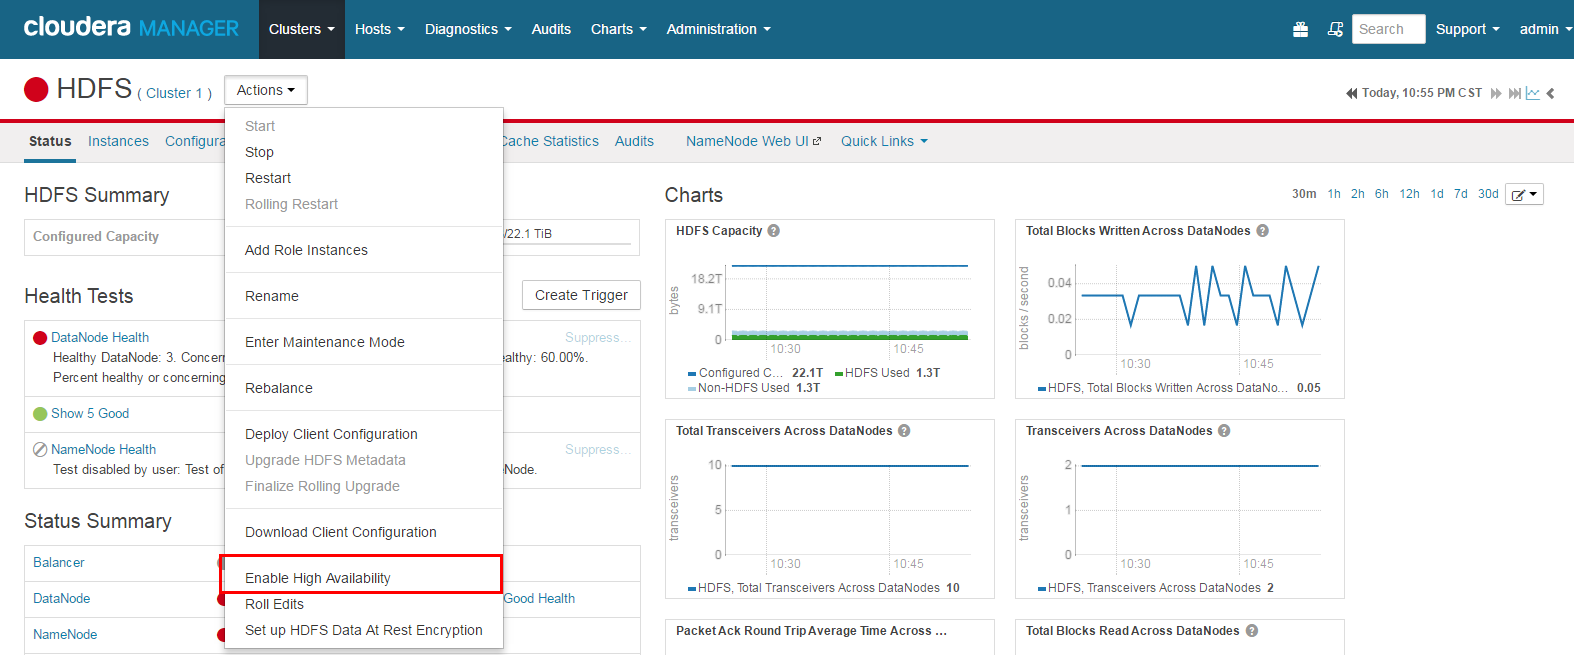 cloudera MANAGER Clusters Hosts Diagnostics Audits Charts Administration Search Support admin
HDFS ( Cluster 1 ) Actions Today, 10:55 PM CST
Status Instances Configura Cache Statistics Audits NameNode Web UI Quick Links
Start
Stop
Restart
Rolling Restart
Add Role Instances
Rename
Enter Maintenance Mode
Rebalance
Deploy Client Configuration
Upgrade HDFS Metadata
Finalize Rolling Upgrade
Download Client Configuration
Enable High Availability
Roll Edits
Set up HDFS Data At Rest Encryption
HDFS Summary
Configured Capacity /22.1 TiB
Health Tests Create Trigger
DataNode Health Suppress...
Healthy DataNode: 3. Concern althy: 60.00%.
Percent healthy or concerning
Show 5 Good
NameNode Health Suppress...
Test disabled by user: Test of eNode.
Status Summary
Balancer
DataNode Good Health
NameNode
Charts 30m 1h 2h 6h 12h 1d 7d 30d
HDFS Capacity
bytes
18.2T
9.1T
0
10:30 10:45
Configured C... 22.1T HDFS Used 1.3T
Non-HDFS Used 1.3T
Total Blocks Written Across DataNodes
blocks / second
0.04
0.02
0
10:30 10:45
HDFS, Total Blocks Written Across DataNo... 0.05
Total Transceivers Across DataNodes
transceivers
10
5
0
10:30 10:45
HDFS, Total Transceivers Across DataNodes 10
Transceivers Across DataNodes
transceivers
2
1
0
10:30 10:45
HDFS, Transceivers Across DataNodes 2
Packet Ack Round Trip Average Time Across ...
Total Blocks Read Across DataNodes